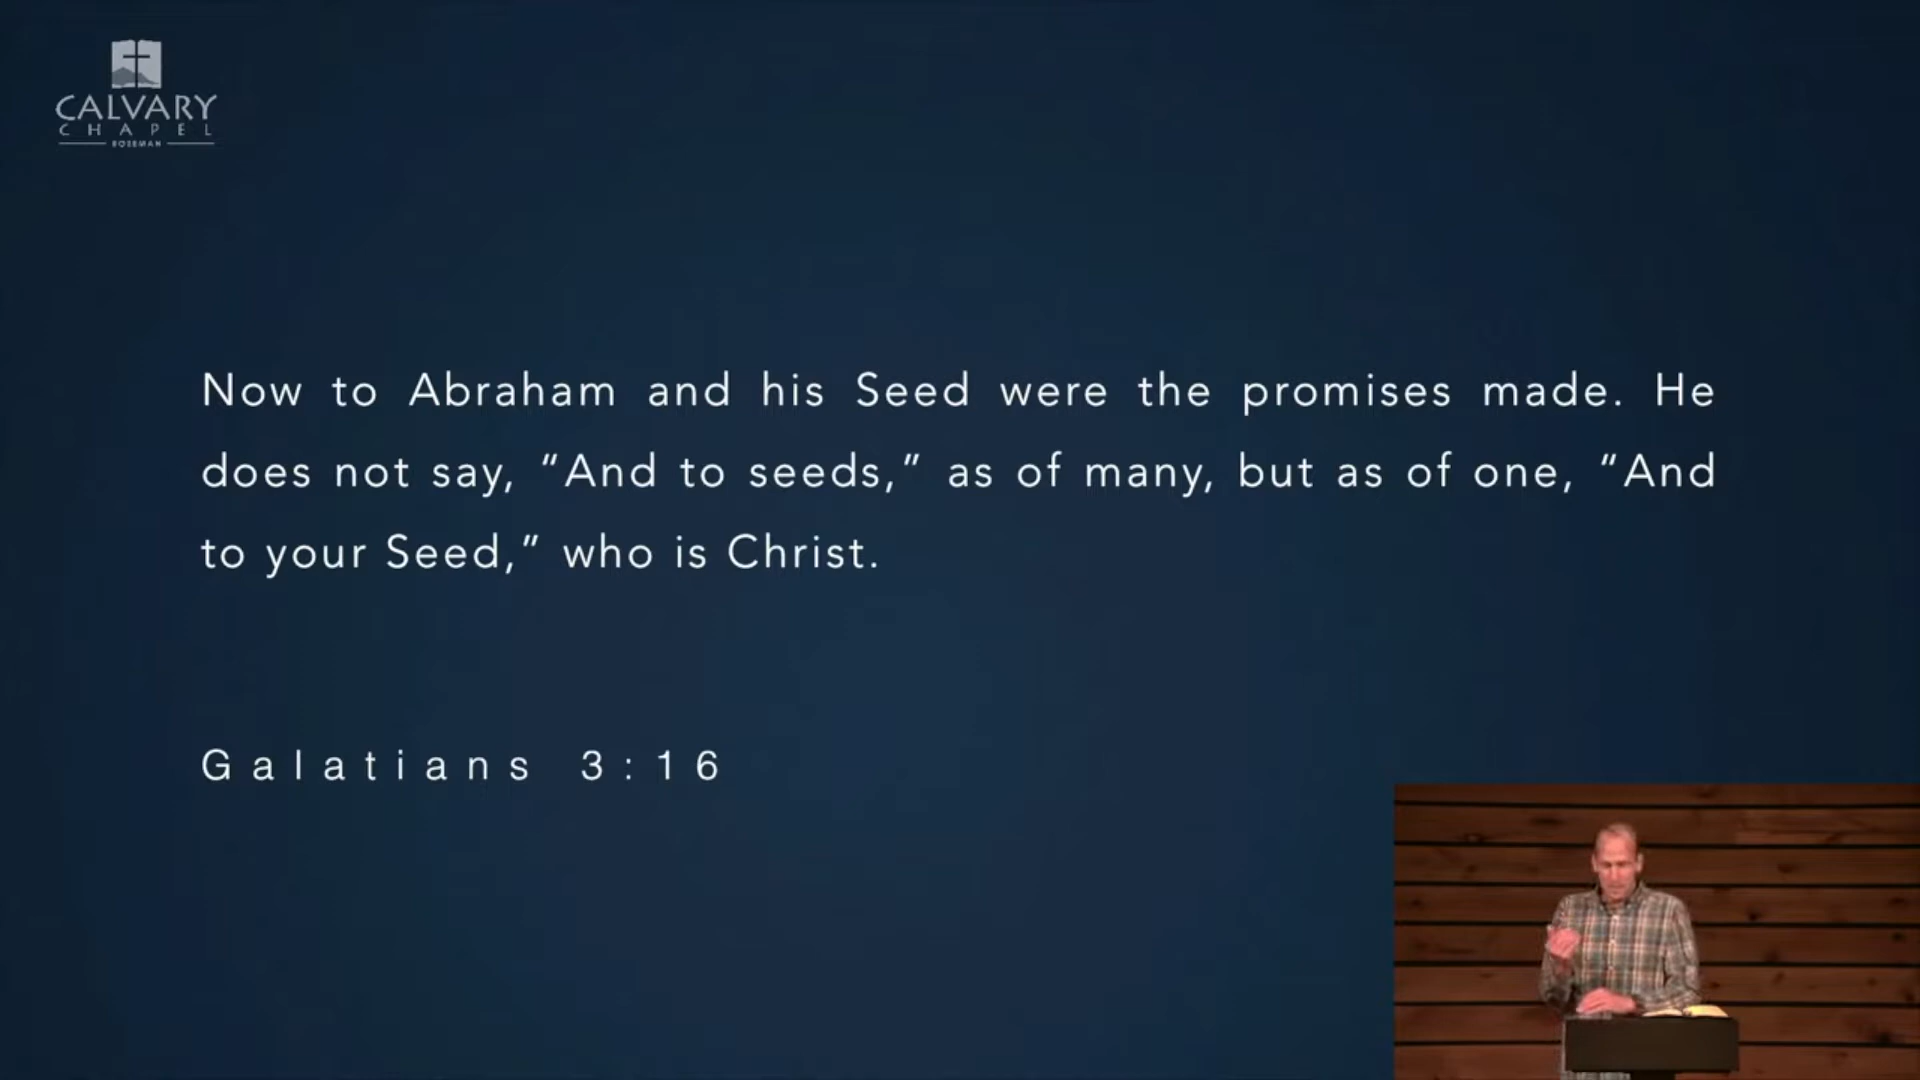 CALVARY
CHAPEL
BOZEMAN
Now to Abraham and his Seed were the promises made. He
does not say, “And to seeds,” as of many, but as of one, “And
to your Seed,” who is Christ.
Galatians 3:16